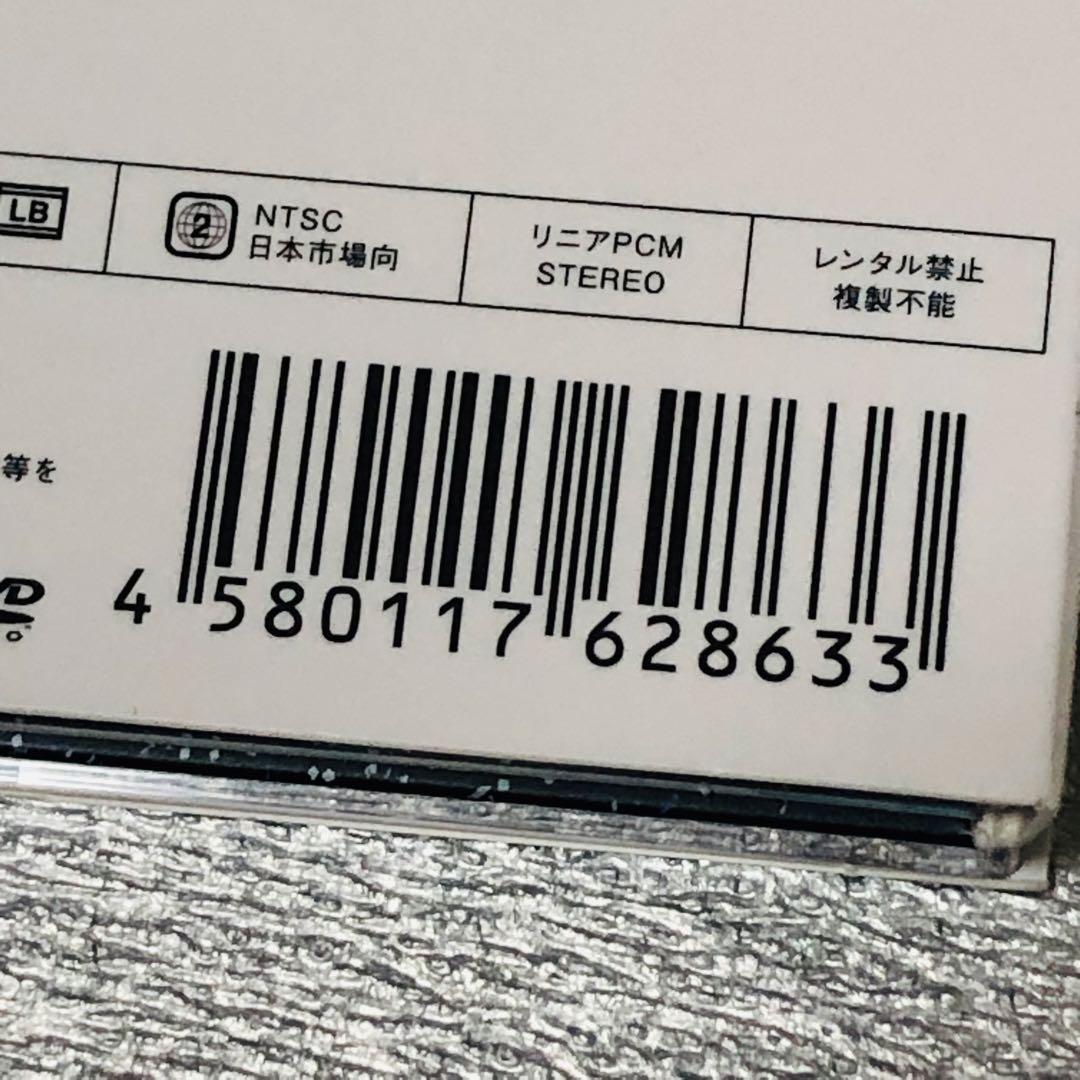 LB
2
NTSC
日本市場向
リニアPCM
STEREO
レンタル禁止
複製不能
等を
4 580117 628633